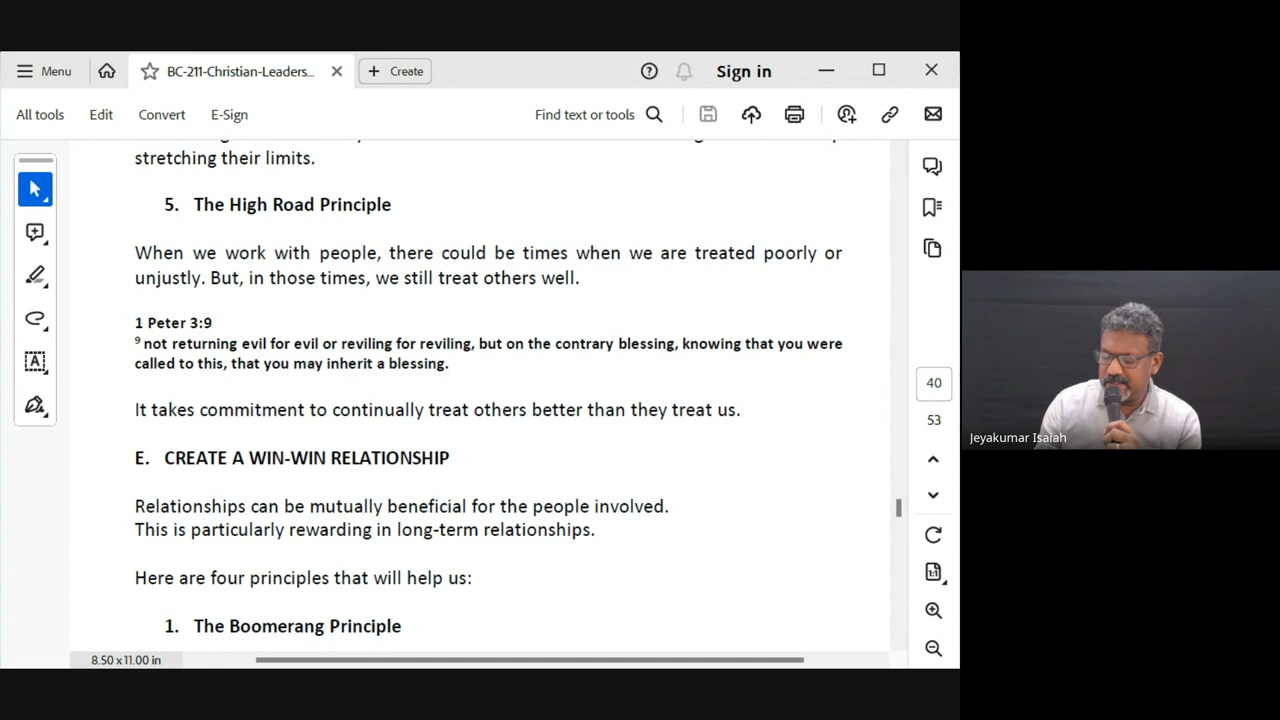 Menu
BC-211-Christian-Leaders...
Create
Sign in
All tools
Edit
Convert
E-Sign
Find text or tools
stretching their limits.
5. The High Road Principle
When we work with people, there could be times when we are treated poorly or
unjustly. But, in those times, we still treat others well.
1 Peter 3:9
9 not returning evil for evil or reviling for reviling, but on the contrary blessing, knowing that you were
called to this, that you may inherit a blessing.
It takes commitment to continually treat others better than they treat us.
E. CREATE A WIN-WIN RELATIONSHIP
Relationships can be mutually beneficial for the people involved.
This is particularly rewarding in long-term relationships.
Here are four principles that will help us:
1. The Boomerang Principle
8.50 x 11.00 in
40
53
1:1
Jeyakumar Isaiah